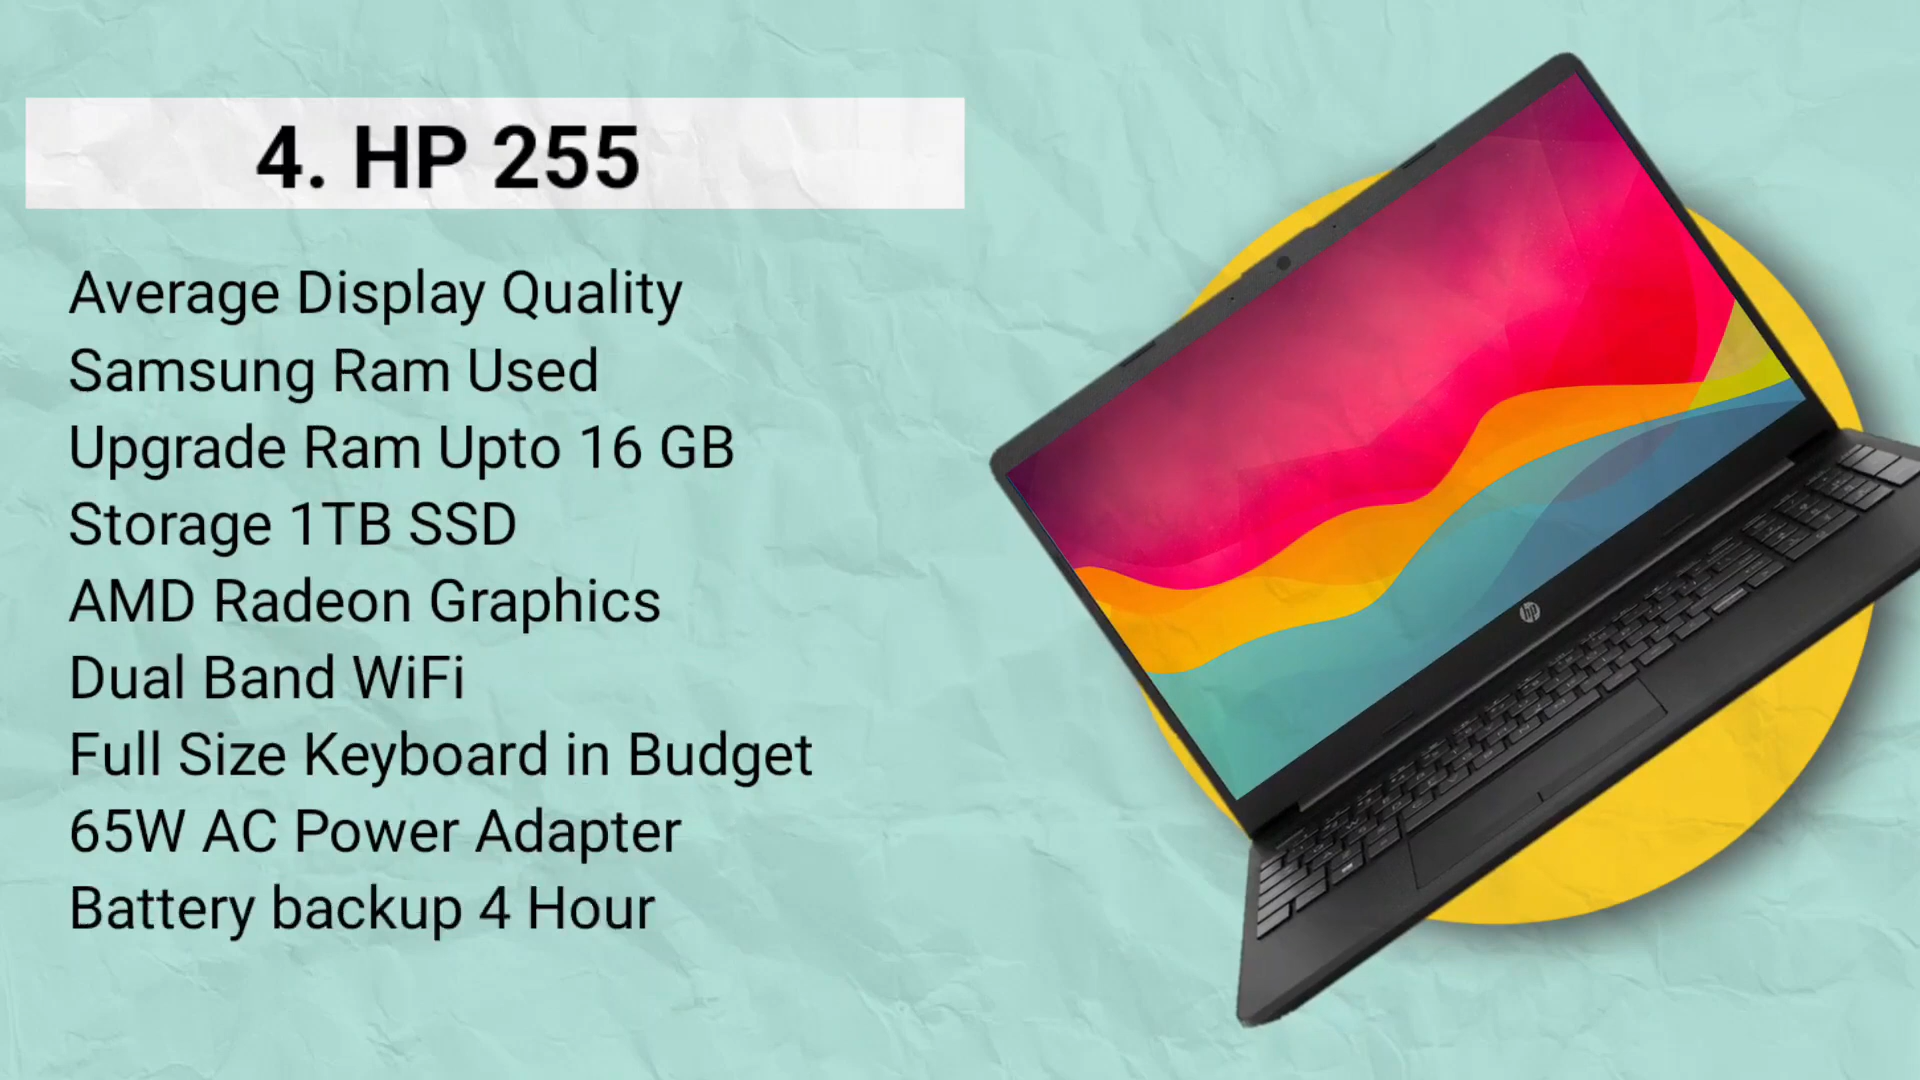 4. HP 255
Average Display Quality
Samsung Ram Used
Upgrade Ram Upto 16 GB
Storage 1TB SSD
AMD Radeon Graphics
Dual Band WiFi
Full Size Keyboard in Budget
65W AC Power Adapter
Battery backup 4 Hour
hp